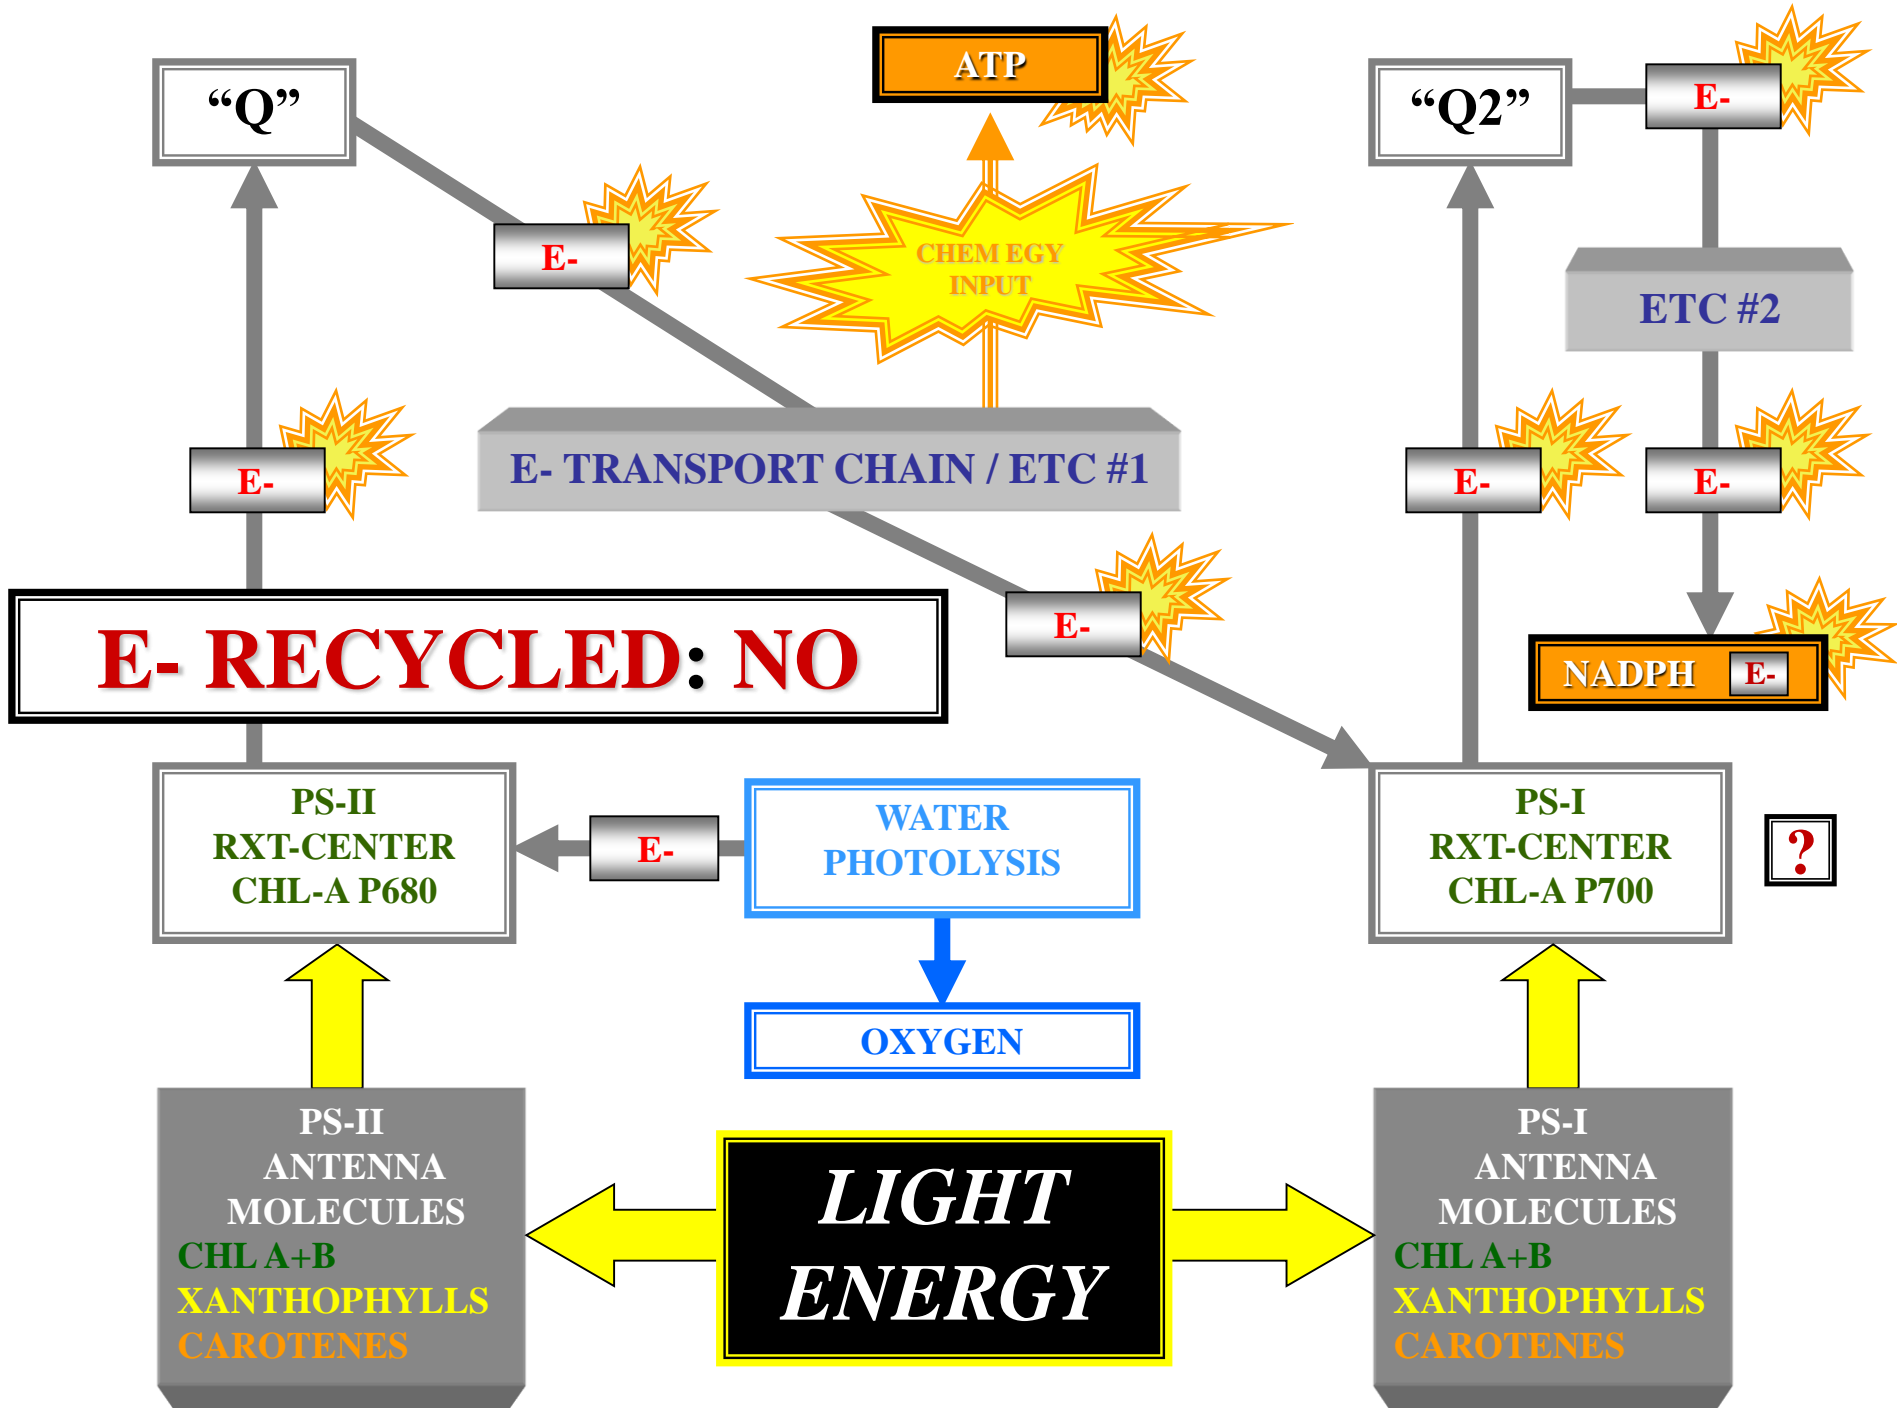 ATP
“Q”
“Q2”
E-
E-
CHEM EGY
INPUT
ETC #2
E- TRANSPORT CHAIN / ETC #1
E-
E-
E-
E-
E- RECYCLED: NO
NADPH E-
PS-II
RXT-CENTER
CHL-A P680
E-
WATER
PHOTOLYSIS
PS-I
RXT-CENTER
CHL-A P700
?
OXYGEN
PS-II
ANTENNA
MOLECULES
CHL A+B
XANTHOPHYLLS
CAROTENES
LIGHT
ENERGY
PS-I
ANTENNA
MOLECULES
CHL A+B
XANTHOPHYLLS
CAROTENES